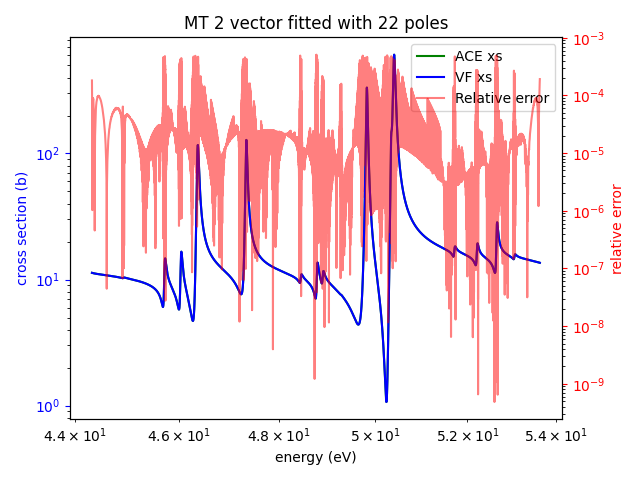 MT 2 vector fitted with 22 poles
ACE xs
VF xs
Relative error
cross section (b)
10²
10¹
10⁰
relative error
10⁻³
10⁻⁴
10⁻⁵
10⁻⁶
10⁻⁷
10⁻⁸
10⁻⁹
4.4 × 10¹ 4.6 × 10¹ 4.8 × 10¹ 5 × 10¹ 5.2 × 10¹ 5.4 × 10¹
energy (eV)